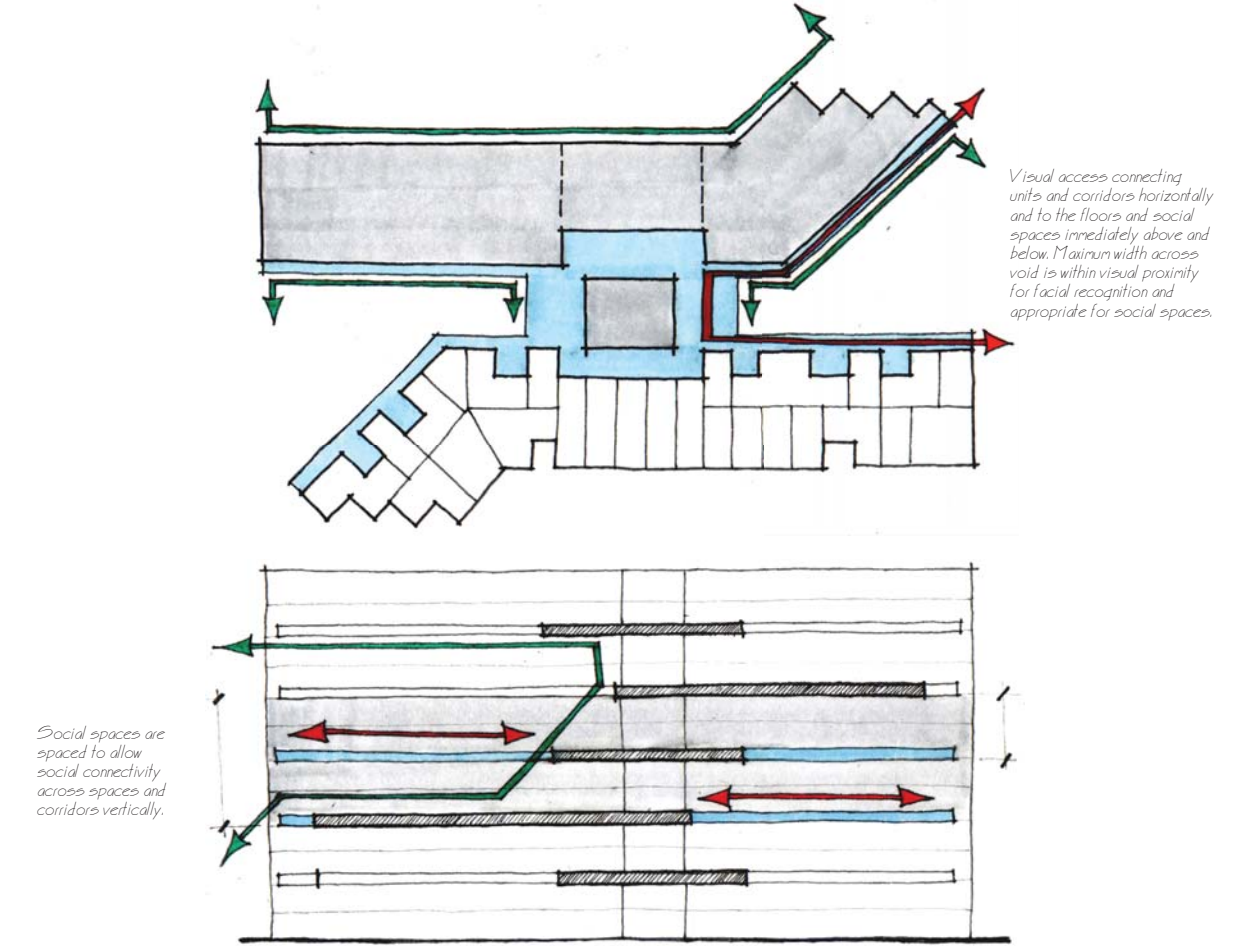 Visual access connecting
units and corridors horizontally
and to the floors and social
spaces immediately above and
below. Maximum width across
void is within visual proximity
for facial recognition and
appropriate for social spaces.
Social spaces are
spaced to allow
social connectivity
across spaces and
corridors vertically.